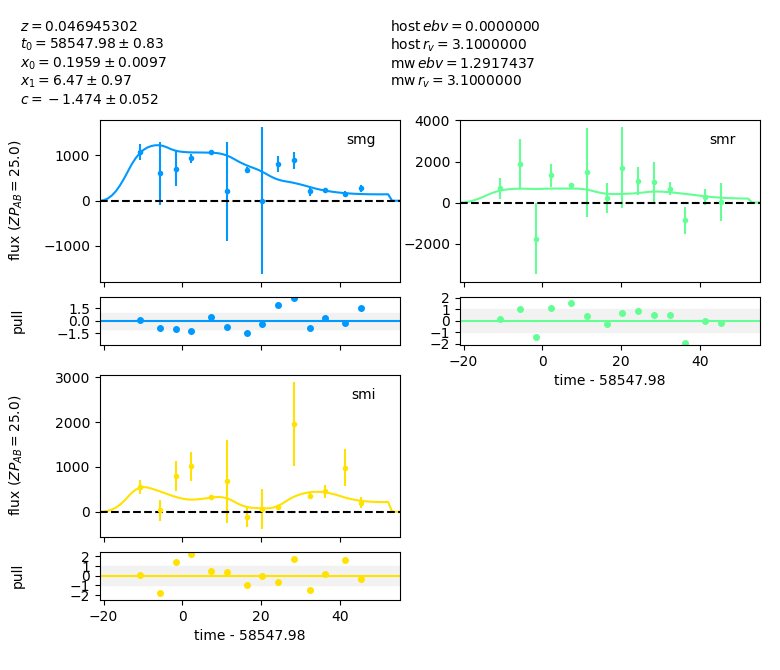 z = 0.046945302
t₀ = 58547.98 ± 0.83
x₀ = 0.1959 ± 0.0097
x₁ = 6.47 ± 0.97
c = −1.474 ± 0.052
host ebv = 0.0000000
host r_v = 3.1000000
mw ebv = 1.2917437
mw r_v = 3.1000000
smg
flux (ZP_AB = 25.0)
1000
0
−1000
pull
1.5
0.0
−1.5
smr
4000
2000
0
−2000
2
1
0
−1
−2
−20 0 20 40
time - 58547.98
smi
flux (ZP_AB = 25.0)
3000
2000
1000
0
pull
2
1
0
−1
−2
−20 0 20 40
time - 58547.98